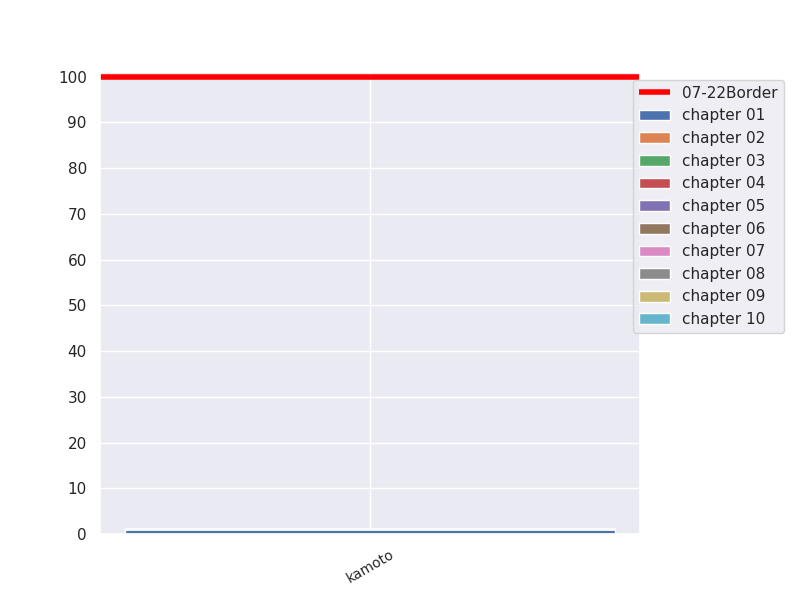 100
90
80
70
60
50
40
30
20
10
0
kamoto
07-22Border
chapter 01
chapter 02
chapter 03
chapter 04
chapter 05
chapter 06
chapter 07
chapter 08
chapter 09
chapter 10